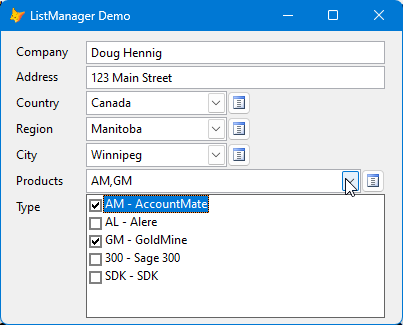 ListManager Demo
Company Doug Hennig
Address 123 Main Street
Country Canada
Region Manitoba
City Winnipeg
Products AM,GM
Type
AM - AccountMate
AL - Alere
GM - GoldMine
300 - Sage 300
SDK - SDK